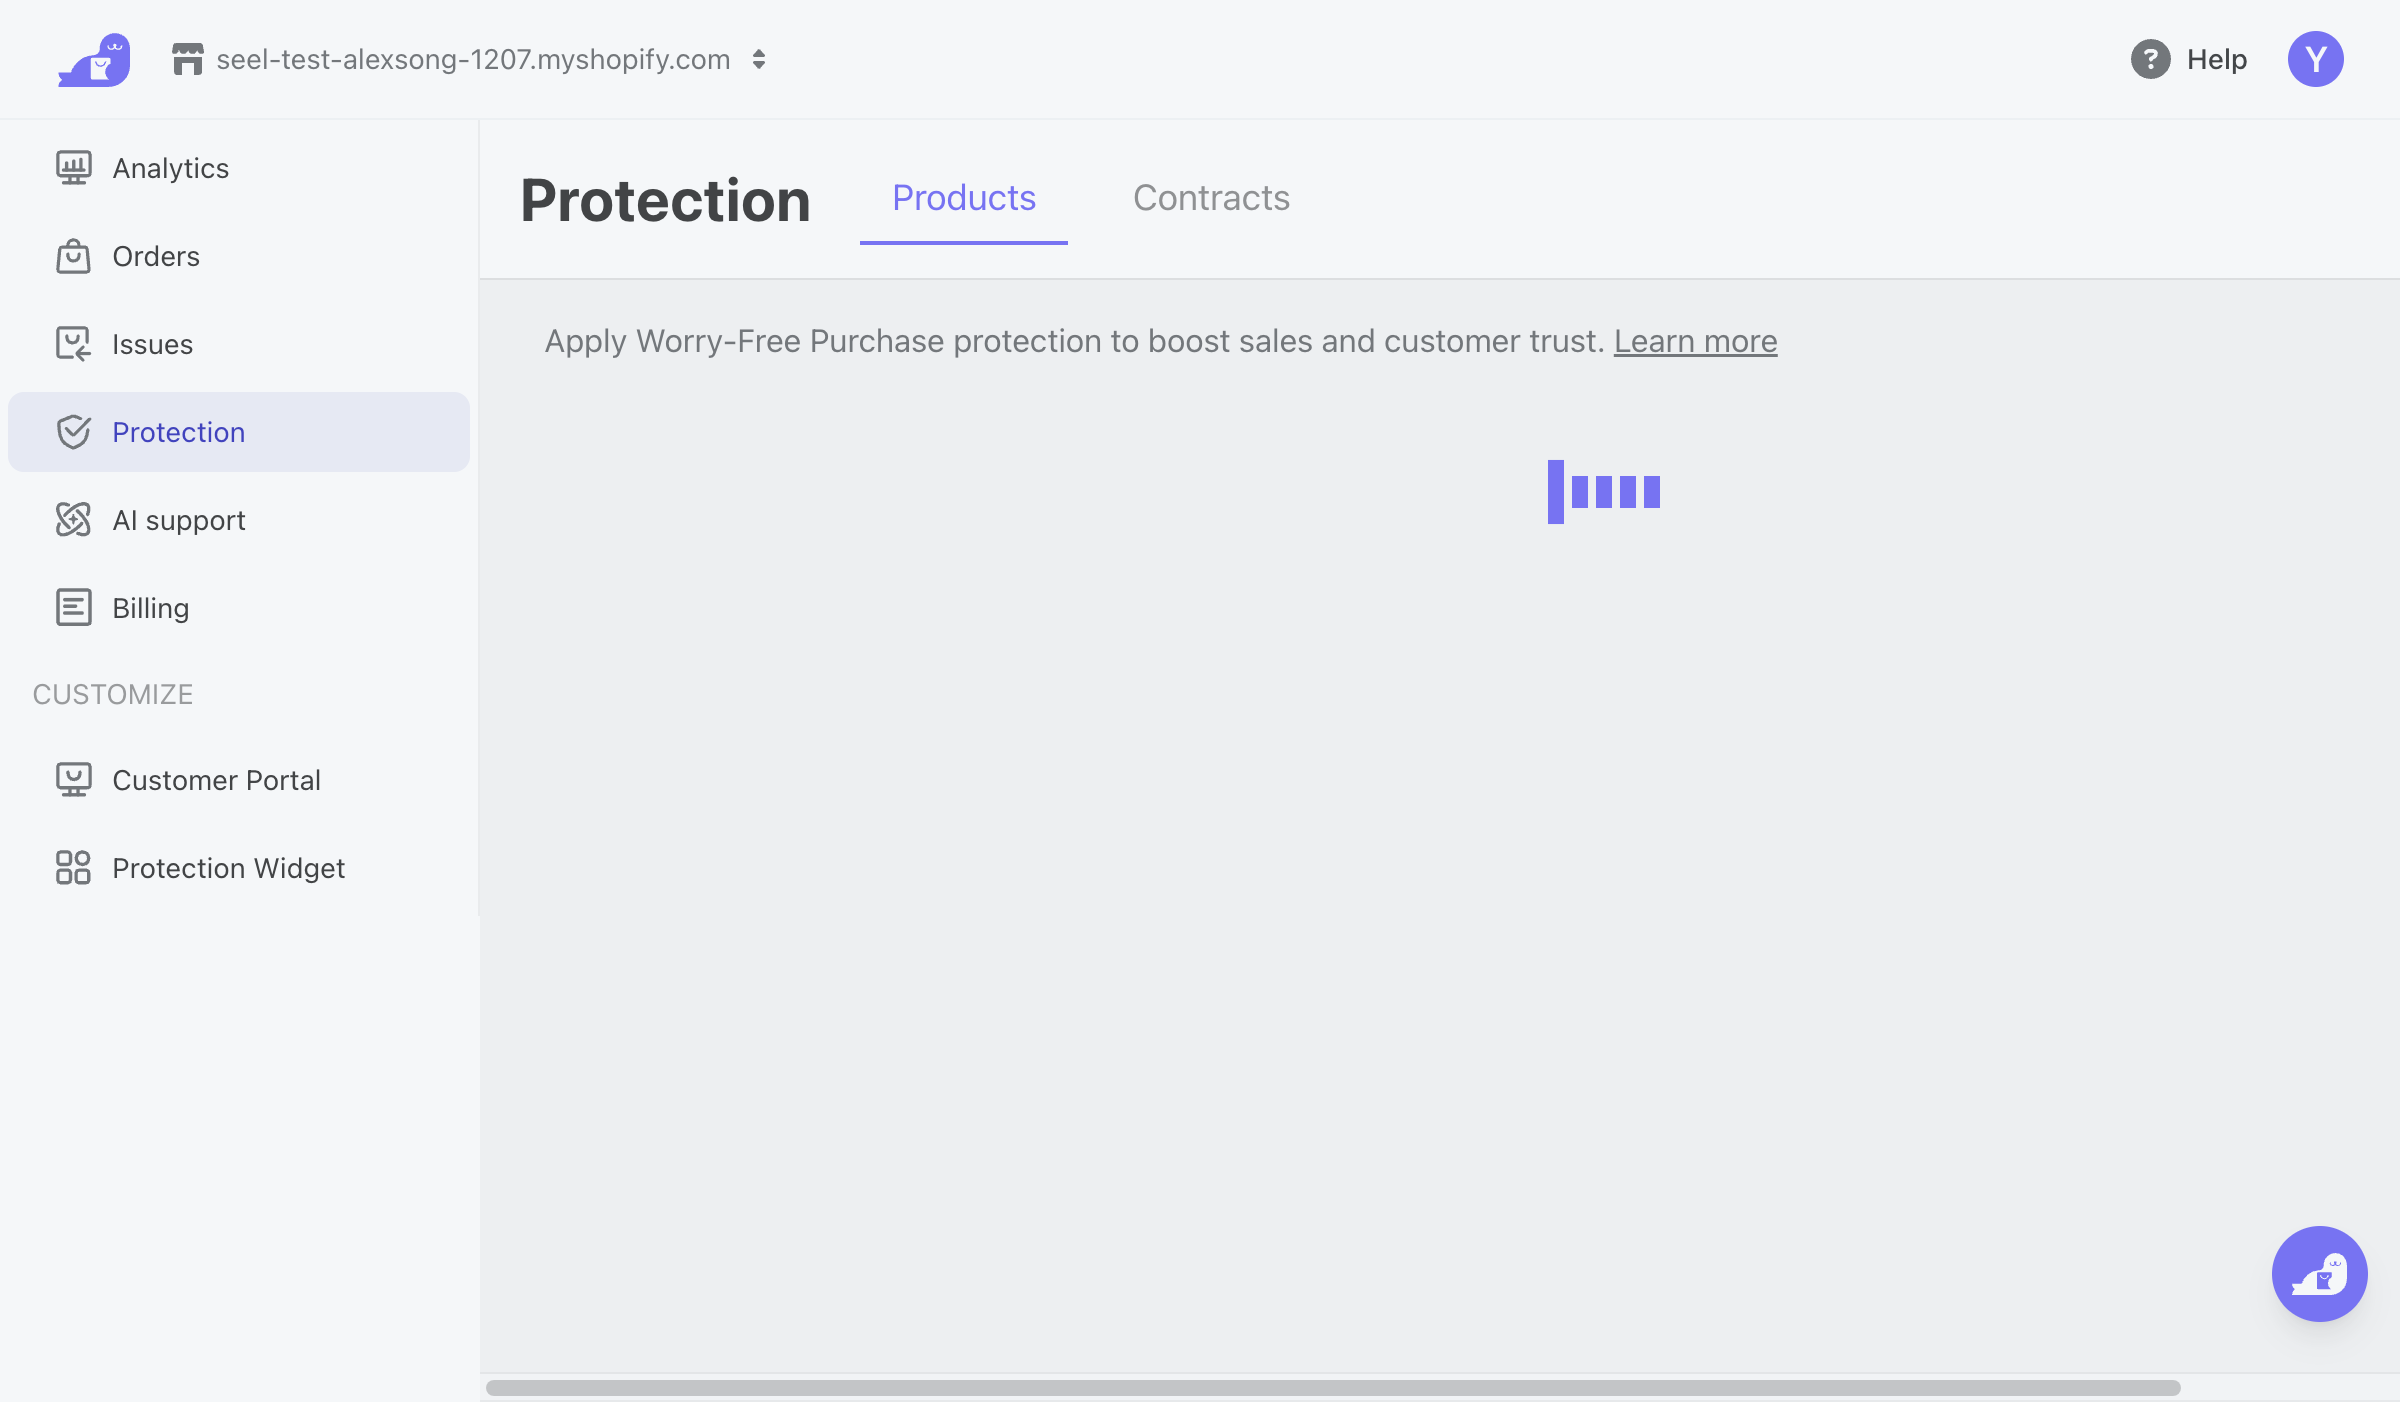 seel-test-alexsong-1207.myshopify.com
? Help
Y
Analytics
Orders
Issues
Protection
AI support
Billing
CUSTOMIZE
Customer Portal
Protection Widget
Protection
Products
Contracts
Apply Worry-Free Purchase protection to boost sales and customer trust. Learn more